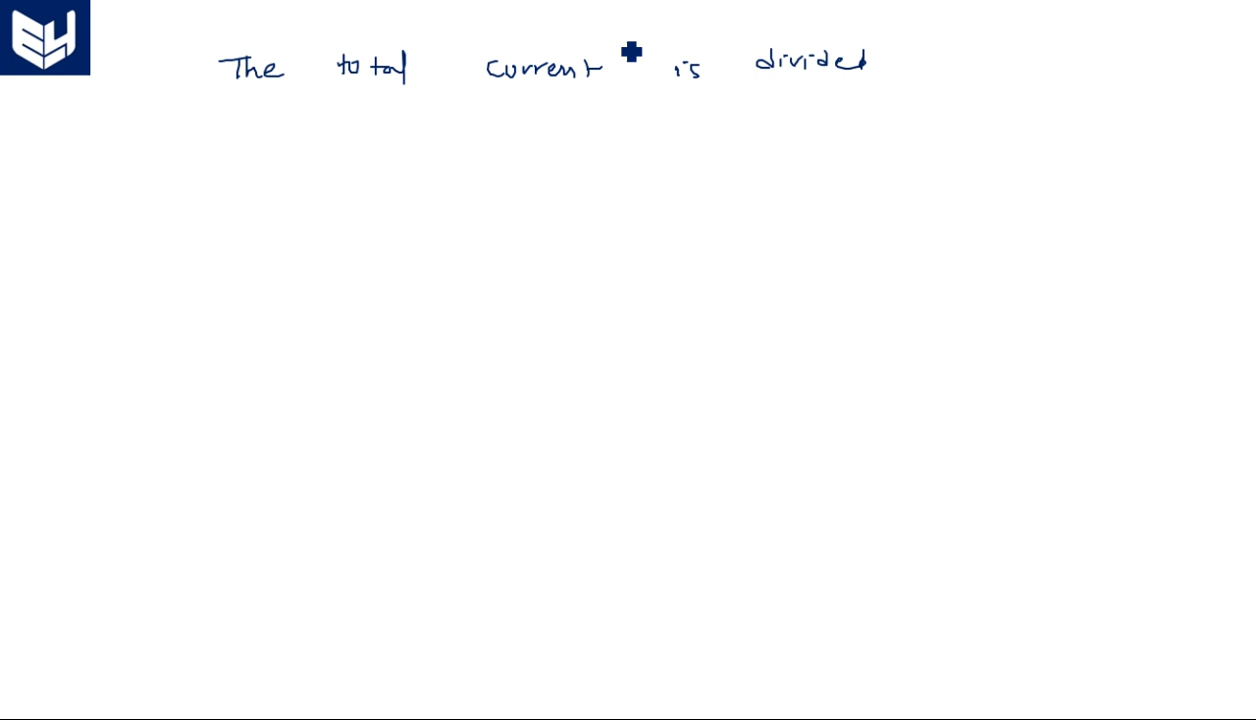 The total current is divided